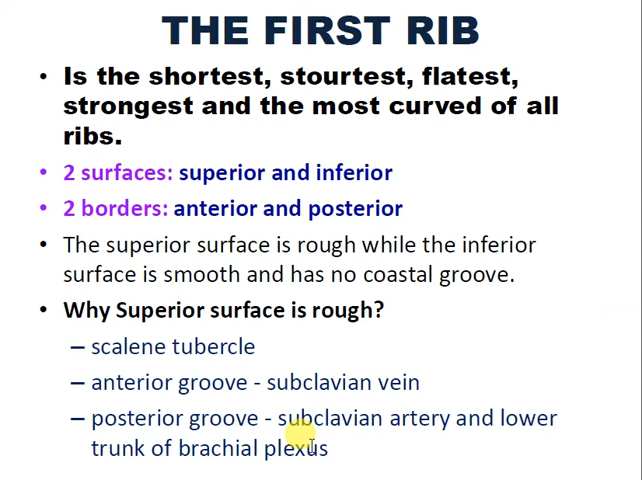 THE FIRST RIB
• Is the shortest, stourtest, flatest,
strongest and the most curved of all
ribs.
• 2 surfaces: superior and inferior
• 2 borders: anterior and posterior
• The superior surface is rough while the inferior
surface is smooth and has no coastal groove.
• Why Superior surface is rough?
– scalene tubercle
– anterior groove - subclavian vein
– posterior groove - subclavian artery and lower
trunk of brachial plexus